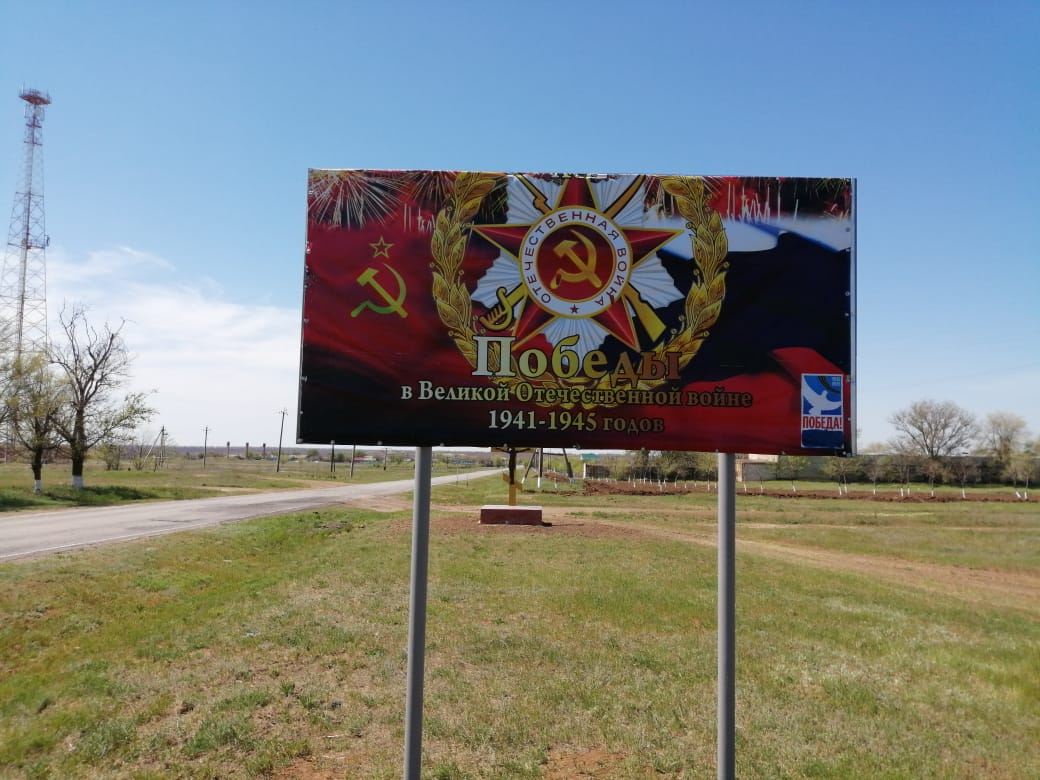 ОТЕЧЕСТВЕННАЯ ВОЙНА
Победы
в Великой Отечественной войне
1941-1945 годов
ПОБЕДА!